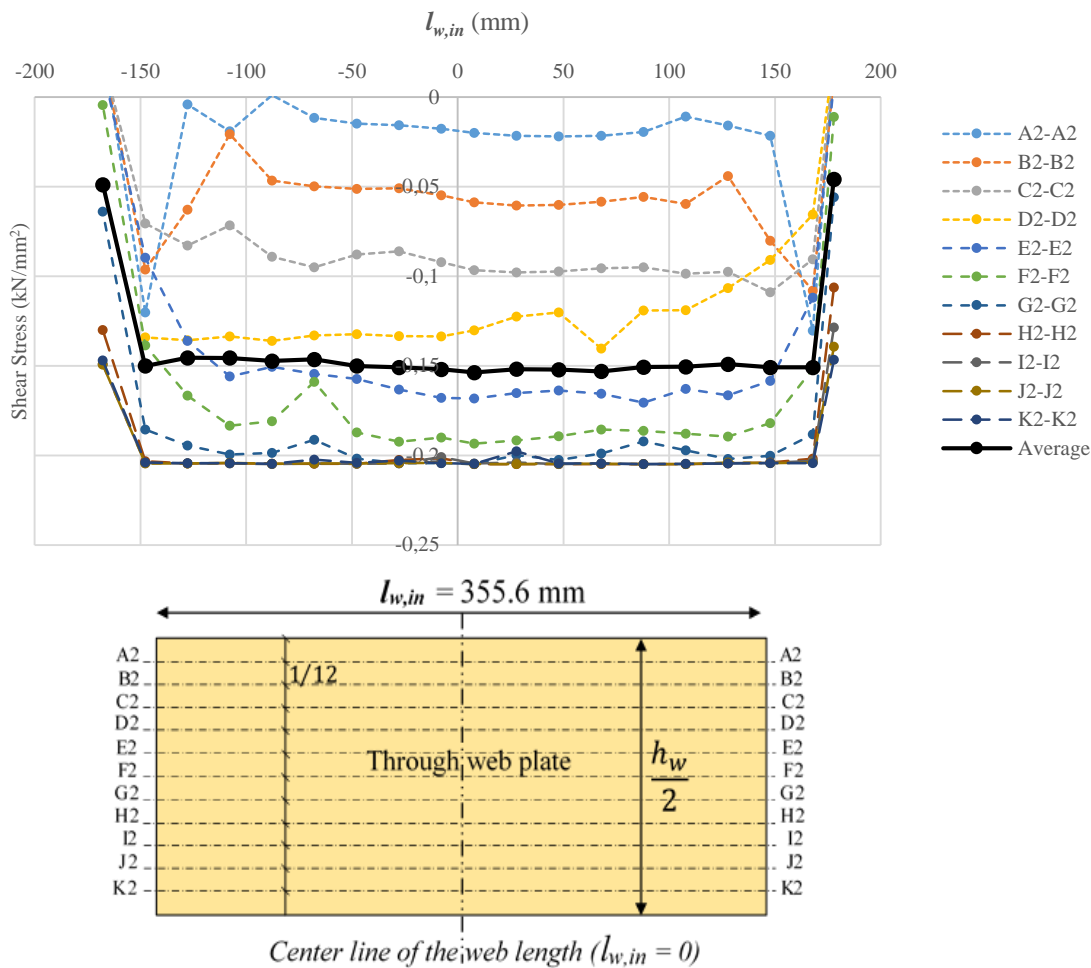 l_w,in (mm)
-200 -150 -100 -50 0 50 100 150 200
Shear Stress (kN/mm²)
0
-0,05
-0,1
-0,15
-0,2
-0,25
A2-A2
B2-B2
C2-C2
D2-D2
E2-E2
F2-F2
G2-G2
H2-H2
I2-I2
J2-J2
K2-K2
Average
l_w,in = 355.6 mm
A2 A2
1/12
B2 B2
C2 C2
D2 D2
E2 E2
Through web plate
h_w
2
F2 F2
G2 G2
H2 H2
I2 I2
J2 J2
K2 K2
Center line of the web length (l_w,in = 0)